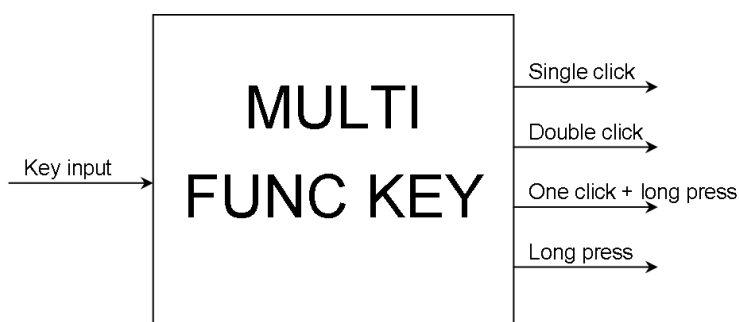 Single click
MULTI
Double click
Key input
FUNC KEY
One click + long press
Long press